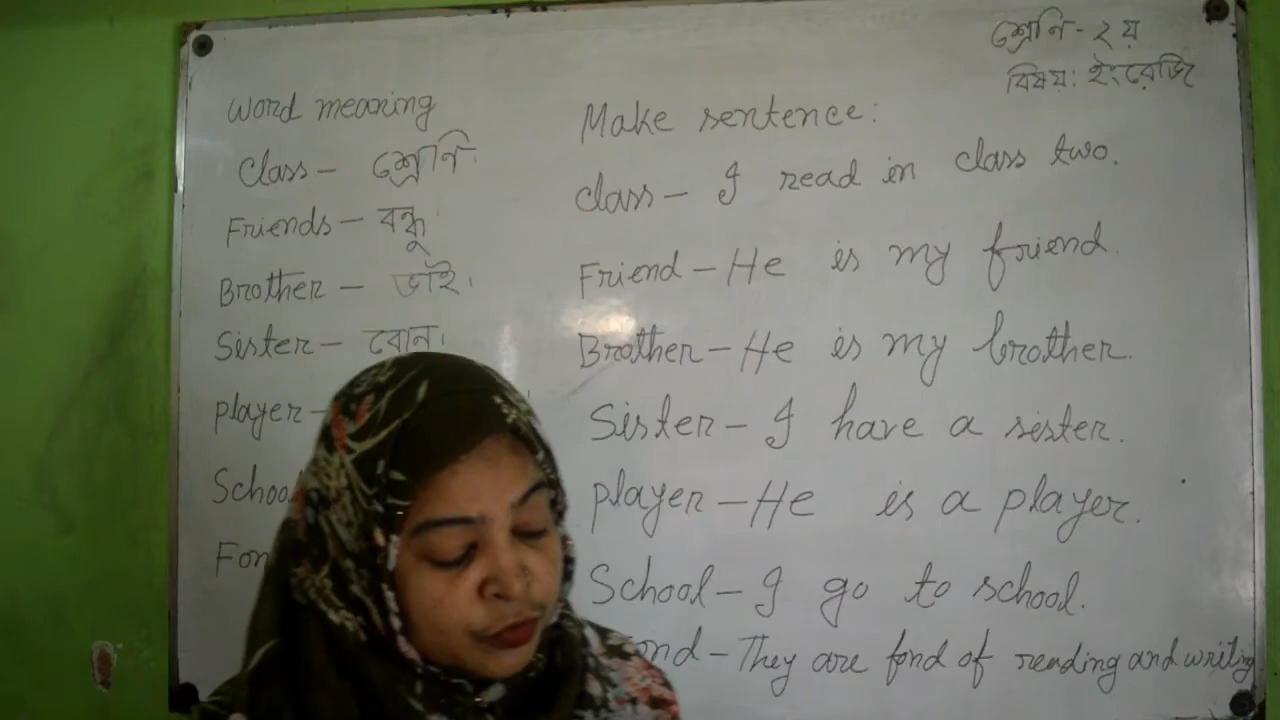 শ্রেণি - ২য়
বিষয়: ইংরেজি
word meaning
Class – শ্রেণি.
Friends – বন্ধু.
Brother – ভাই।
Sister – বোন।
player –
School
Fon
Make sentence:
class – I read in class two.
Friend – He is my friend.
Brother – He is my brother.
Sister – I have a sister.
player – He is a player.
School – I go to school.
ond – They are fond of reading and writing